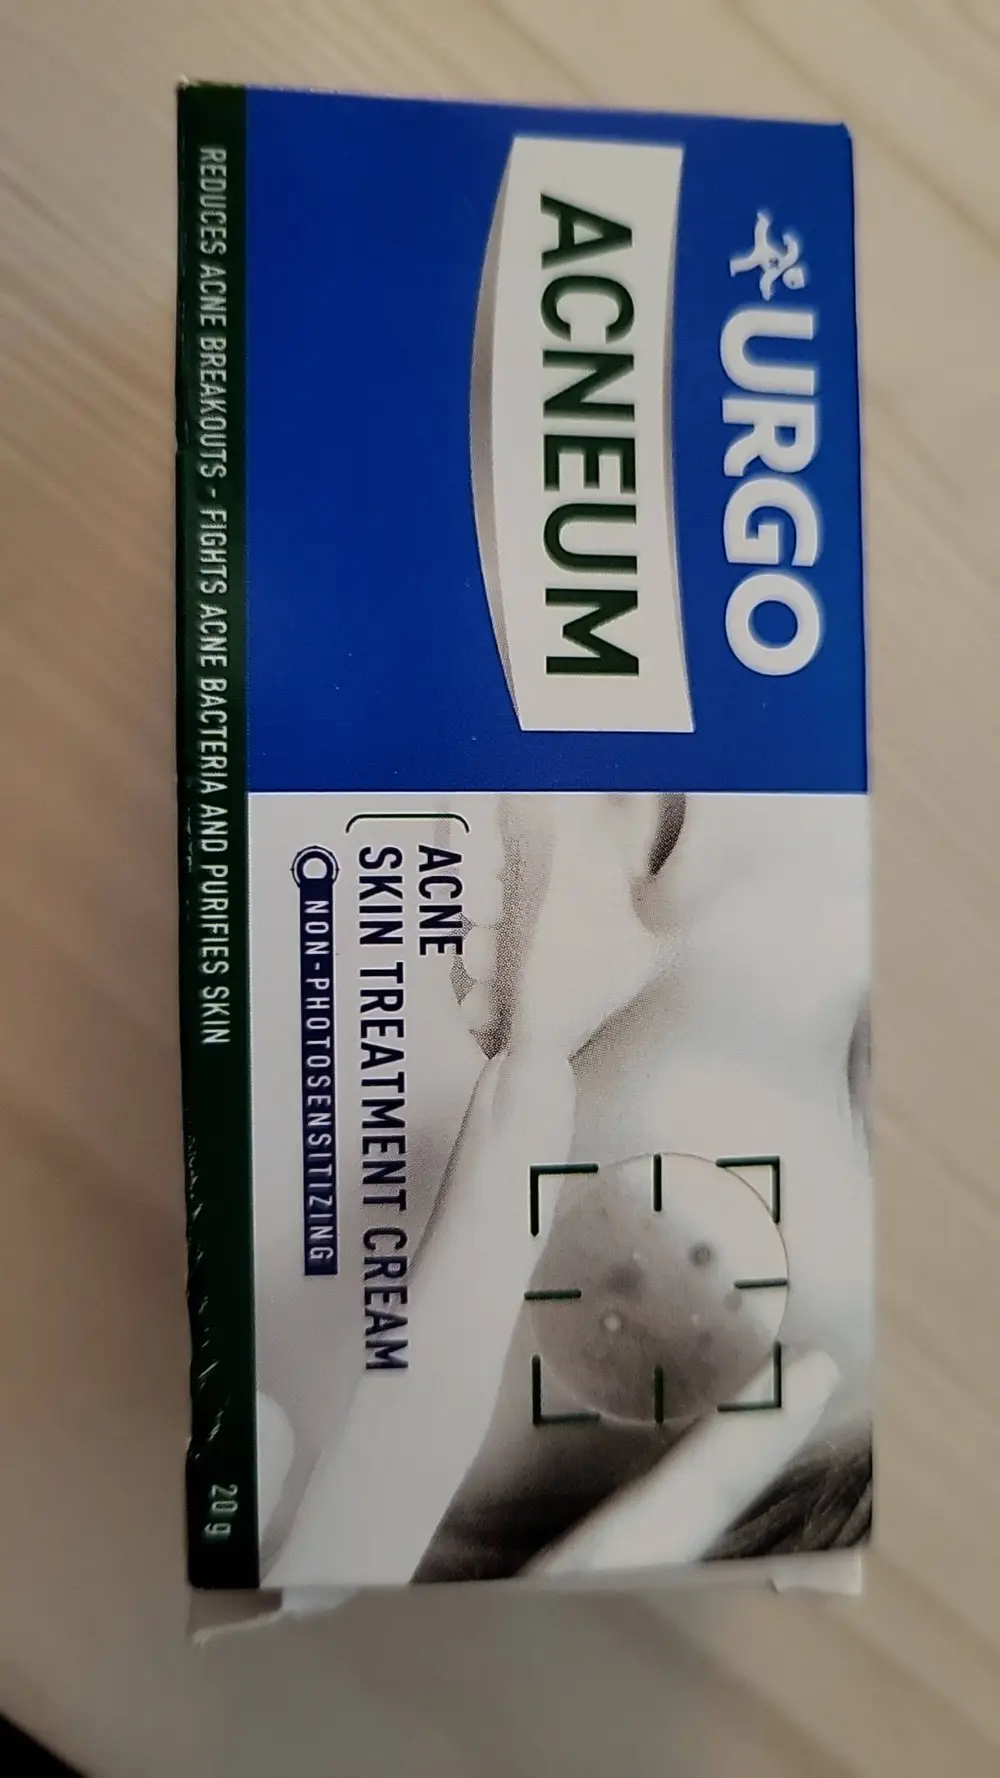 URGO
ACNEUM
ACNE
SKIN TREATMENT CREAM
NON-PHOTOSENSITIZING
REDUCES ACNE BREAKOUTS - FIGHTS ACNE BACTERIA AND PURIFIES SKIN
20 g